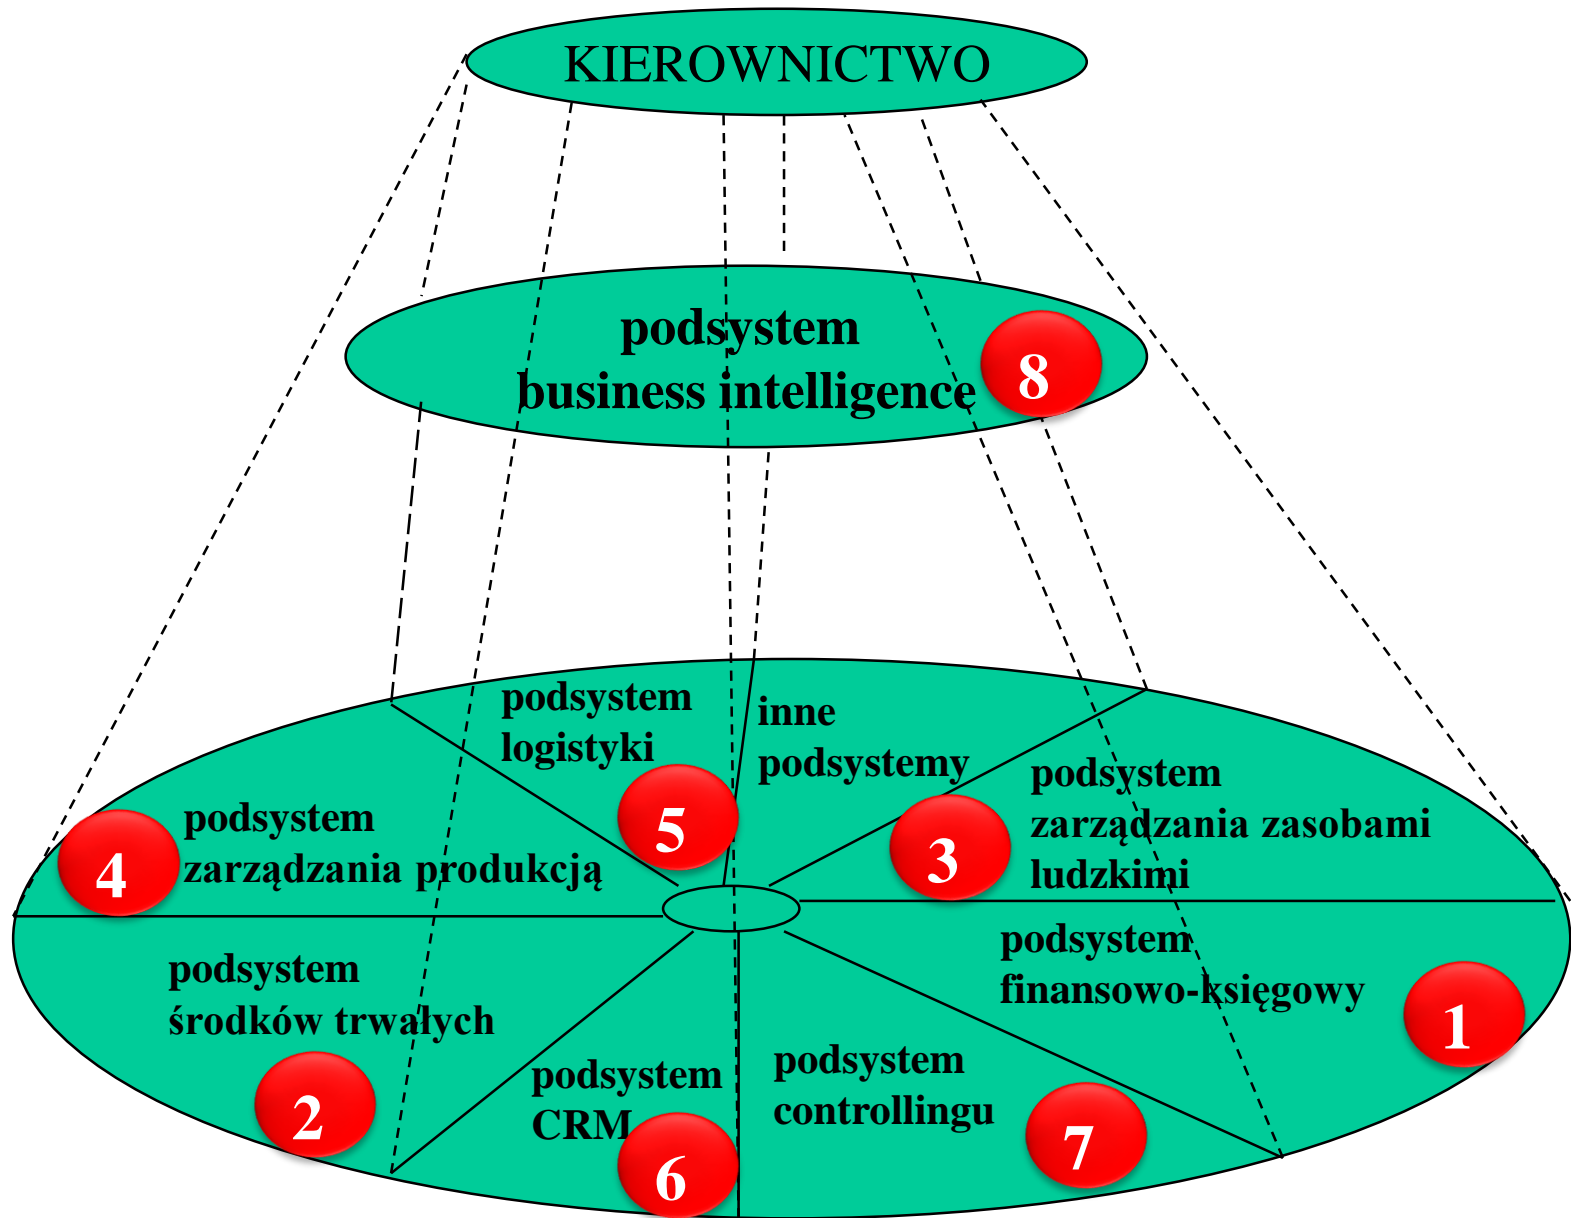 KIEROWNICTWO
podsystem
business intelligence
8
podsystem
logistyki
5
inne
podsystemy
podsystem
zarządzania zasobami
ludzkimi
3
podsystem
zarządzania produkcją
4
podsystem
finansowo-księgowy
1
podsystem
środków trwałych
2
podsystem
CRM
6
podsystem
controllingu
7